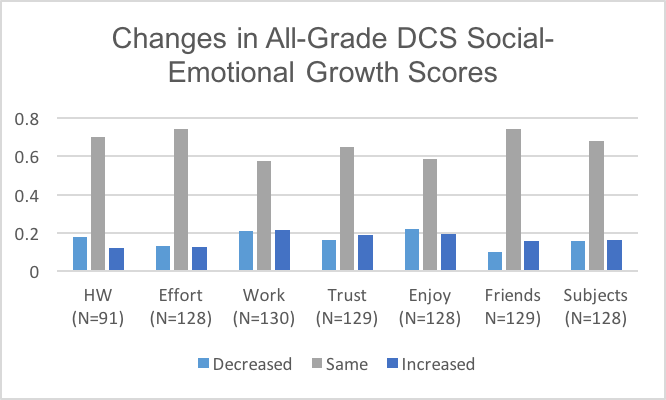 Changes in All-Grade DCS Social-
Emotional Growth Scores
0.8
0.6
0.4
0.2
0
HW Effort Work Trust Enjoy Friends Subjects
(N=91) (N=128) (N=130) (N=129) (N=128) N=129) (N=128)
Decreased Same Increased